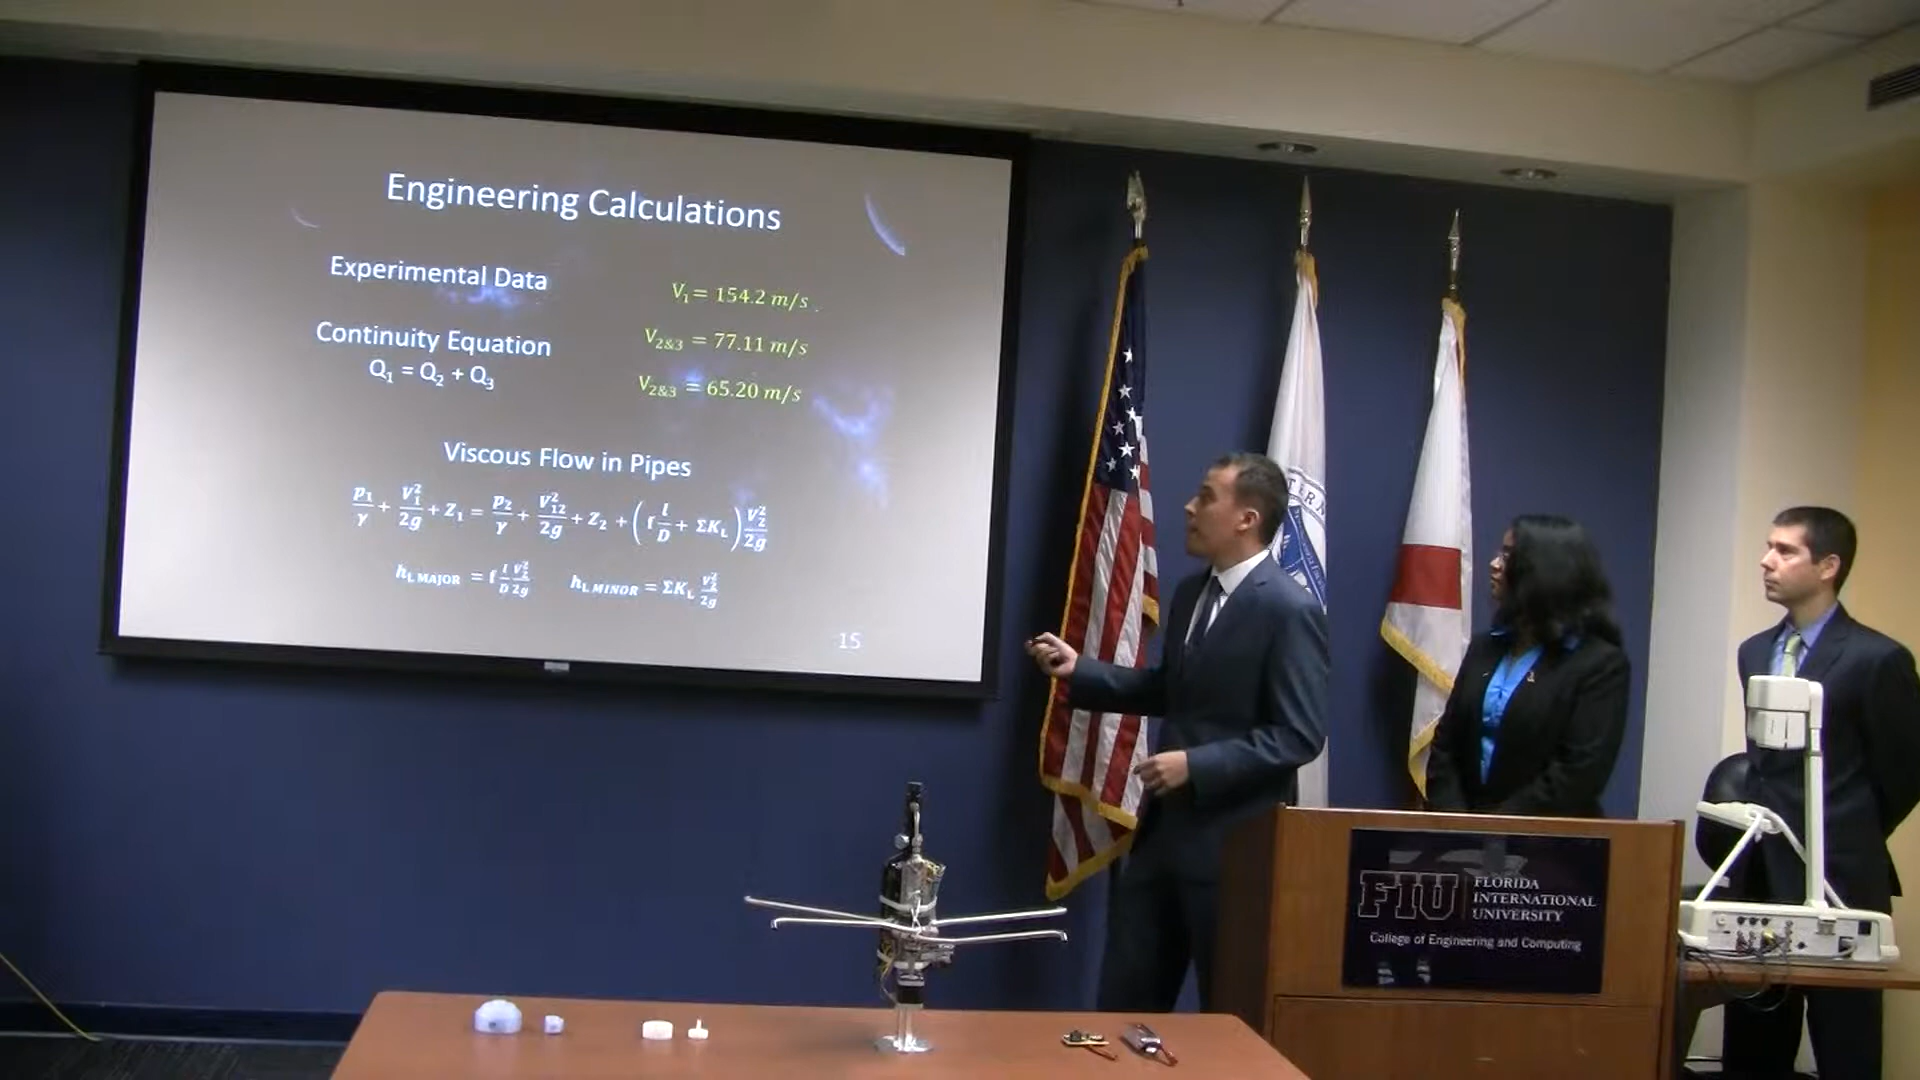 Engineering Calculations
Experimental Data
V₁ = 154.2 m/s .
Continuity Equation
V₂&₃ = 77.11 m/s
Q₁ = Q₂ + Q₃
V₂&₃ = 65.20 m/s
Viscous Flow in Pipes
p₁/γ + V₁²/2g + Z₁ = p₂/γ + V₁₂²/2g + Z₂ + (f l/D + ΣK_L) V₂²/2g
h_L MAJOR = f l/D V₂²/2g h_L MINOR = ΣK_L V₂²/2g
15
FIU
FLORIDA
INTERNATIONAL
UNIVERSITY
College of Engineering and Computing